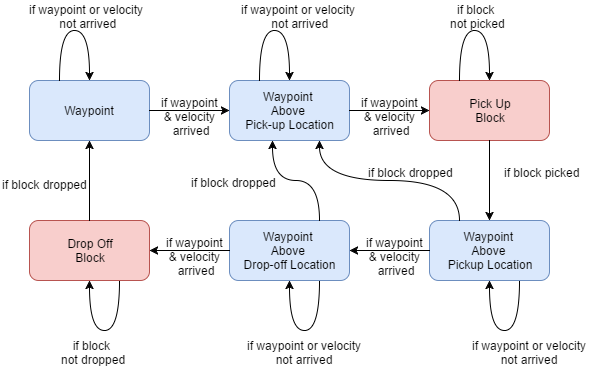 if waypoint or velocity
not arrived
if waypoint or velocity
not arrived
if block
not picked
Waypoint
if waypoint
& velocity
arrived
Waypoint
Above
Pick-up Location
if waypoint
& velocity
arrived
Pick Up
Block
if block dropped
if block dropped
if block dropped
if block picked
Drop Off
Block
if waypoint
& velocity
arrived
Waypoint
Above
Drop-off Location
if waypoint
& velocity
arrived
Waypoint
Above
Pickup Location
if block
not dropped
if waypoint or velocity
not arrived
if waypoint or velocity
not arrived